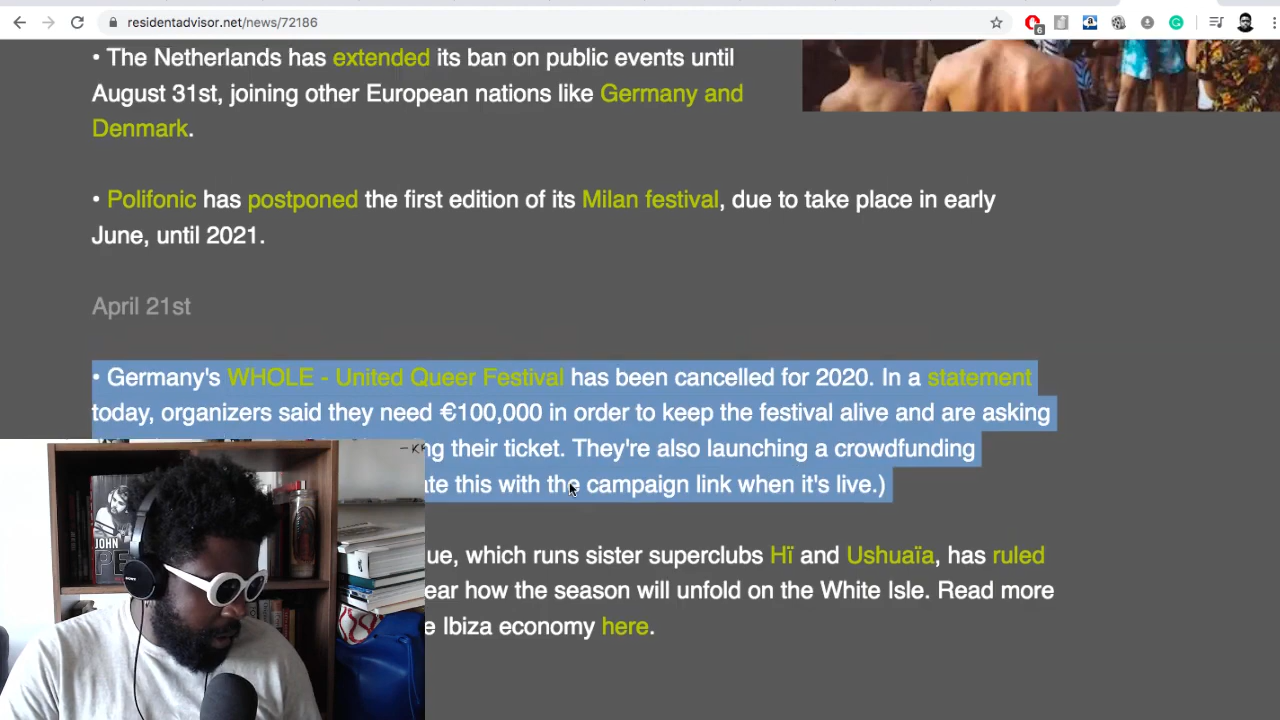 residentadvisor.net/news/72186
6
• The Netherlands has extended its ban on public events until
August 31st, joining other European nations like Germany and
Denmark.
• Polifonic has postponed the first edition of its Milan festival, due to take place in early
June, until 2021.
April 21st
• Germany's WHOLE - United Queer Festival has been cancelled for 2020. In a statement
today, organizers said they need €100,000 in order to keep the festival alive and are asking
ng their ticket. They're also launching a crowdfunding
ate this with the campaign link when it's live.)
ue, which runs sister superclubs Hï and Ushuaïa, has ruled
ear how the season will unfold on the White Isle. Read more
e Ibiza economy here.
JOHN
SONY